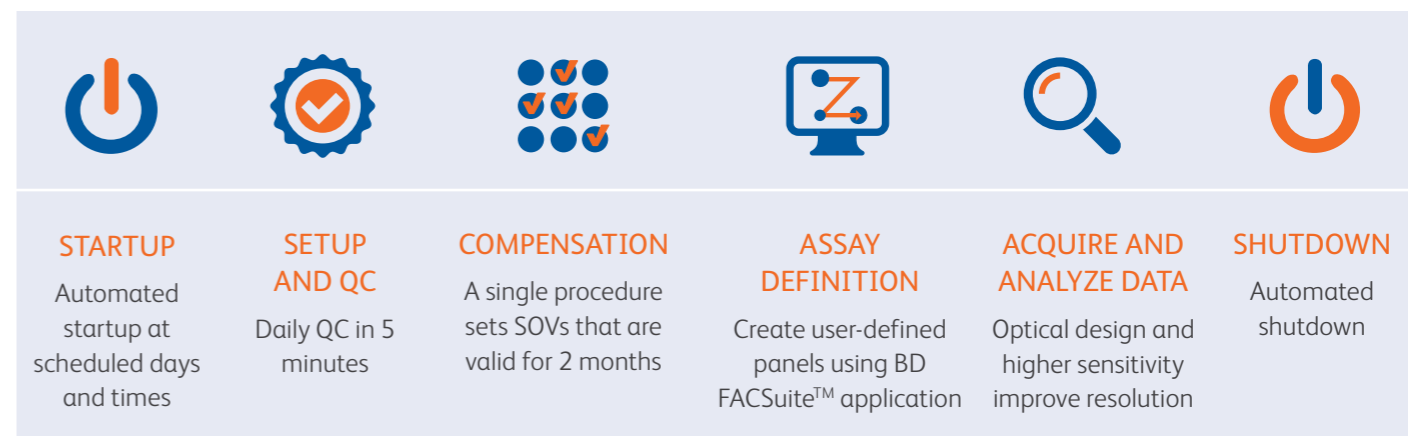 STARTUP
Automated
startup at
scheduled days
and times
SETUP
AND QC
Daily QC in 5
minutes
COMPENSATION
A single procedure
sets SOVs that are
valid for 2 months
ASSAY
DEFINITION
Create user-defined
panels using BD
FACSuite™ application
ACQUIRE AND
ANALYZE DATA
Optical design and
higher sensitivity
improve resolution
SHUTDOWN
Automated
shutdown